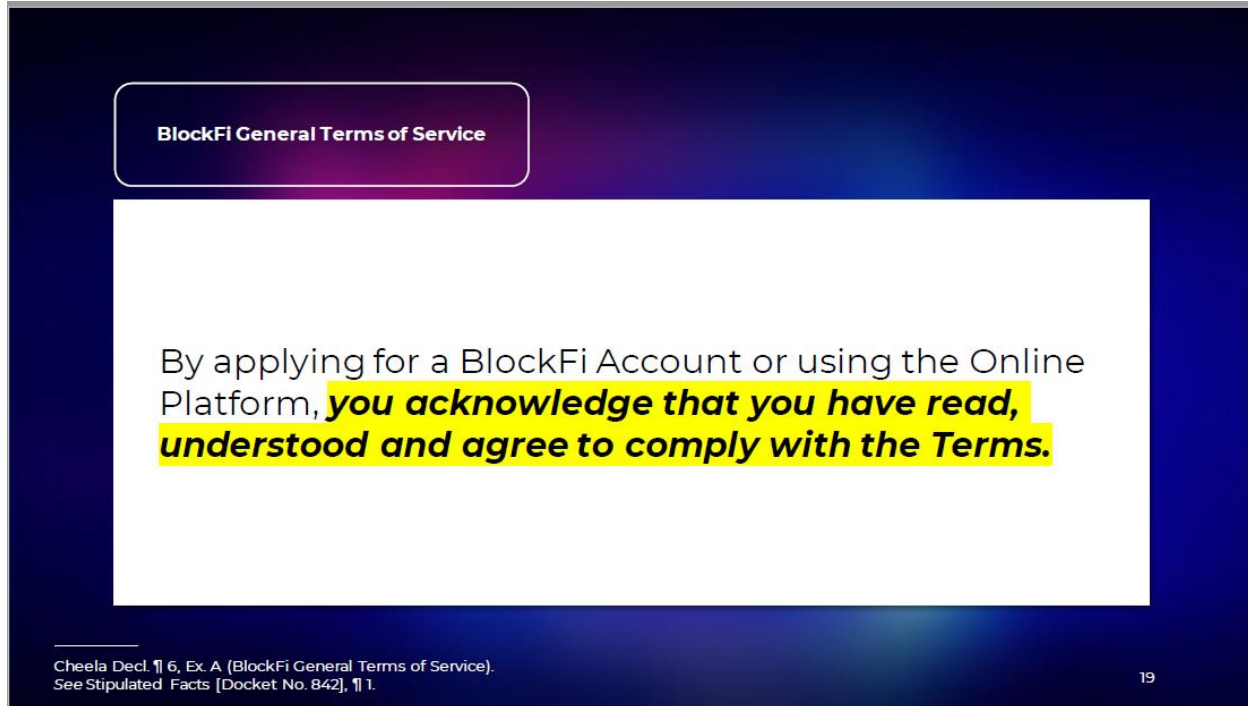 BlockFi General Terms of Service
By applying for a BlockFi Account or using the Online
Platform, you acknowledge that you have read,
understood and agree to comply with the Terms.
Cheela Decl. ¶ 6, Ex. A (BlockFi General Terms of Service).
See Stipulated Facts [Docket No. 842], ¶ 1.
19